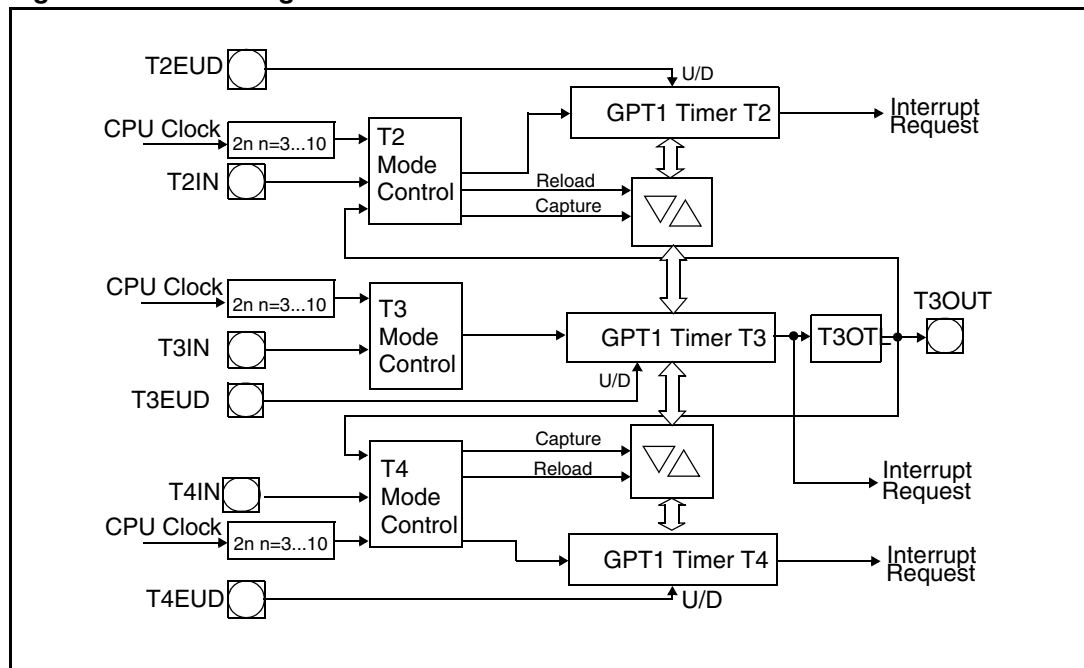 T2EUD
U/D
GPT1 Timer T2
Interrupt
Request
CPU Clock
2n n=3...10
T2
Mode
Control
T2IN
Reload
Capture
CPU Clock
2n n=3...10
T3
Mode
Control
T3IN
GPT1 Timer T3
T3OTL
T3OUT
U/D
T3EUD
Capture
Reload
T4
Mode
Control
T4IN
Interrupt
Request
CPU Clock
2n n=3...10
GPT1 Timer T4
Interrupt
Request
T4EUD
U/D